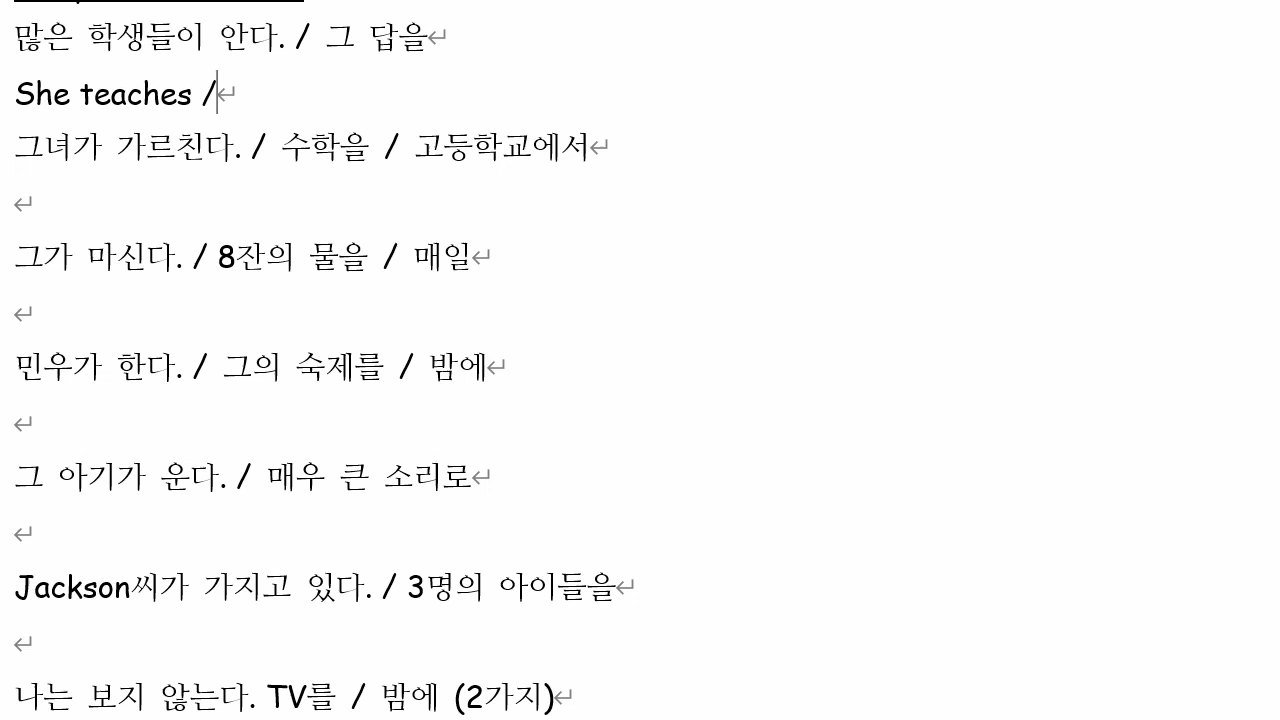 많은 학생들이 안다. / 그 답을↵
She teaches /↵
그녀가 가르친다. / 수학을 / 고등학교에서↵
↵
그가 마신다. / 8잔의 물을 / 매일↵
↵
민우가 한다. / 그의 숙제를 / 밤에↵
↵
그 아기가 운다. / 매우 큰 소리로↵
↵
Jackson씨가 가지고 있다. / 3명의 아이들을↵
↵
나는 보지 않는다. TV를 / 밤에 (2가지)↵